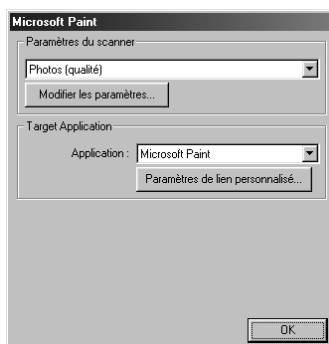 Microsoft Paint
Paramètres du scanner
Photos (qualité)
Modifier les paramètres...
Target Application
Application : Microsoft Paint
Paramètres de lien personnalisé...
OK